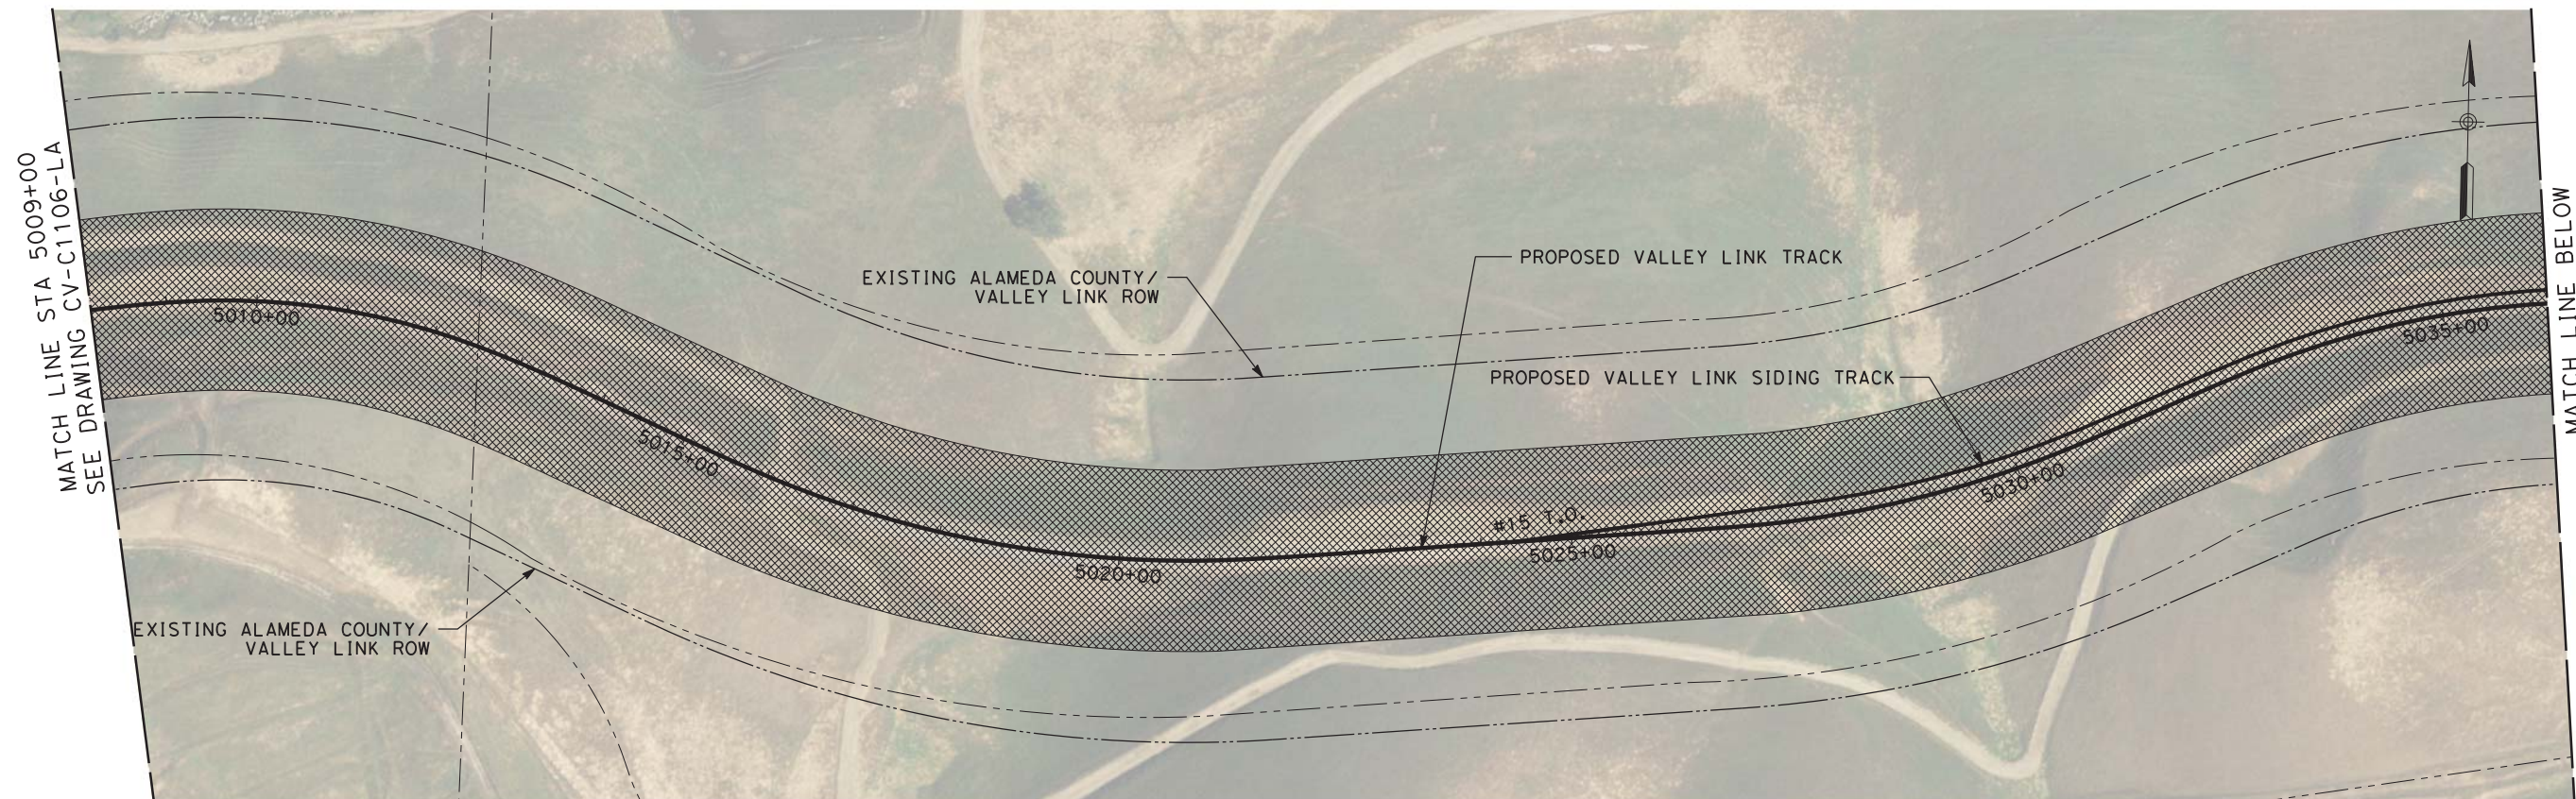 MATCH LINE STA 5009+00
SEE DRAWING CV-C1106-LA
5010+00
5015+00
EXISTING ALAMEDA COUNTY/
VALLEY LINK ROW
EXISTING ALAMEDA COUNTY/
VALLEY LINK ROW
PROPOSED VALLEY LINK TRACK
PROPOSED VALLEY LINK SIDING TRACK
#15 T.O.
5020+00
5025+00
5030+00
5035+00
MATCH LINE BELOW